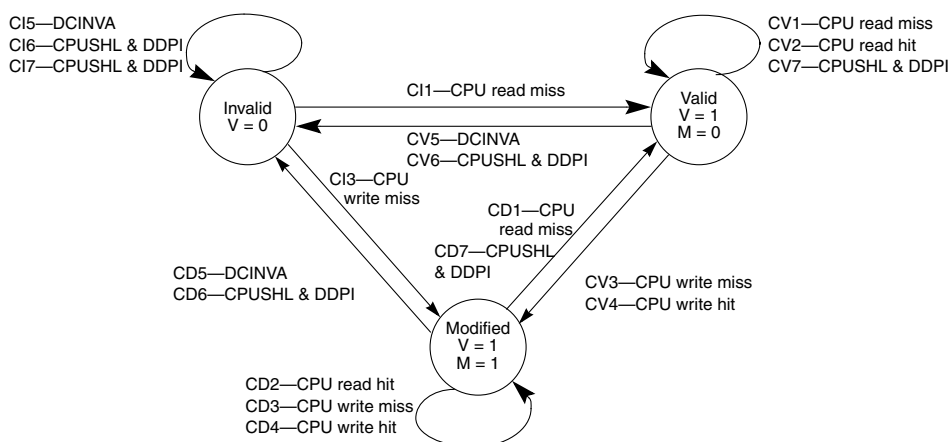 CI5—DCINVA
CI6—CPUSHL & DDPI
CI7—CPUSHL & DDPI
CV1—CPU read miss
CV2—CPU read hit
CV7—CPUSHL & DDPI
Invalid
V = 0
CI1—CPU read miss
Valid
V = 1
M = 0
CV5—DCINVA
CV6—CPUSHL & DDPI
CI3—CPU
write miss
CD1—CPU
read miss
CD7—CPUSHL
& DDPI
CD5—DCINVA
CD6—CPUSHL & DDPI
CV3—CPU write miss
CV4—CPU write hit
Modified
V = 1
M = 1
CD2—CPU read hit
CD3—CPU write miss
CD4—CPU write hit